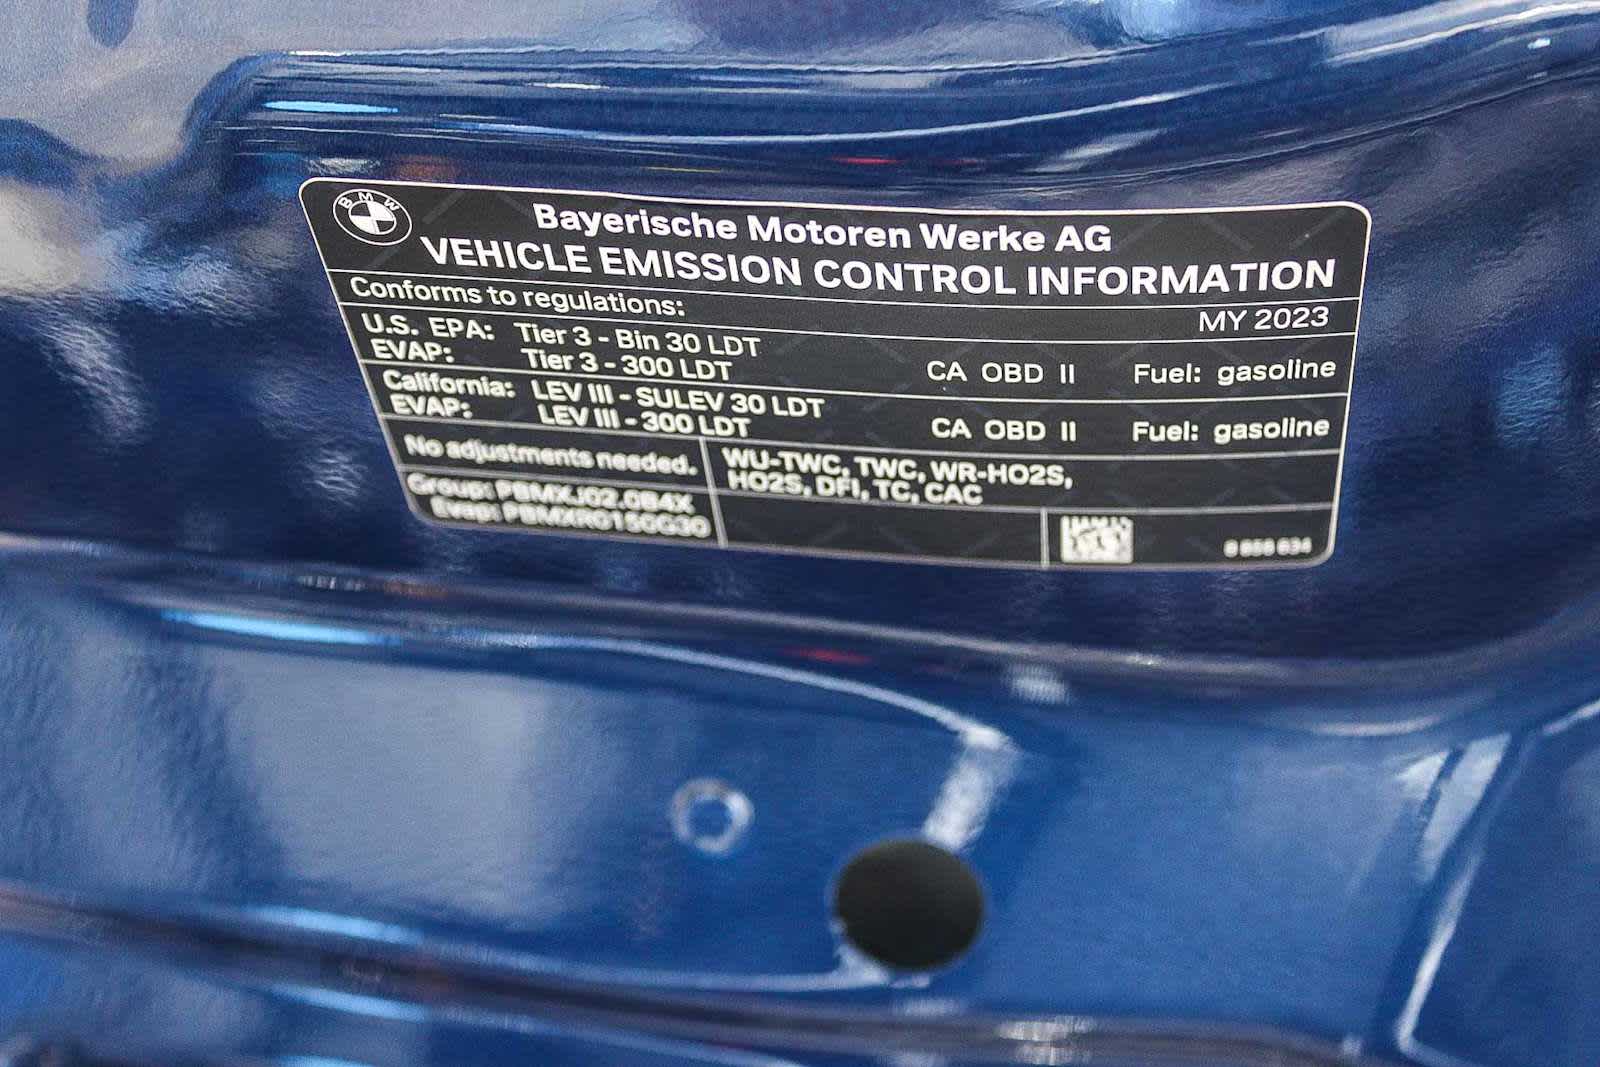 BMW
Bayerische Motoren Werke AG
VEHICLE EMISSION CONTROL INFORMATION
Conforms to regulations:
MY 2023
U.S. EPA: Tier 3 - Bin 30 LDT
EVAP: Tier 3 - 300 LDT
CA OBD II Fuel: gasoline
California: LEV III - SULEV 30 LDT
EVAP: LEV III - 300 LDT
CA OBD II Fuel: gasoline
No adjustments needed.
WU-TWC, TWC, WR-HO2S,
HO2S, DFI, TC, CAC
Group: PBMXJ02.0B4X
Evap: PBMXR0150GG30